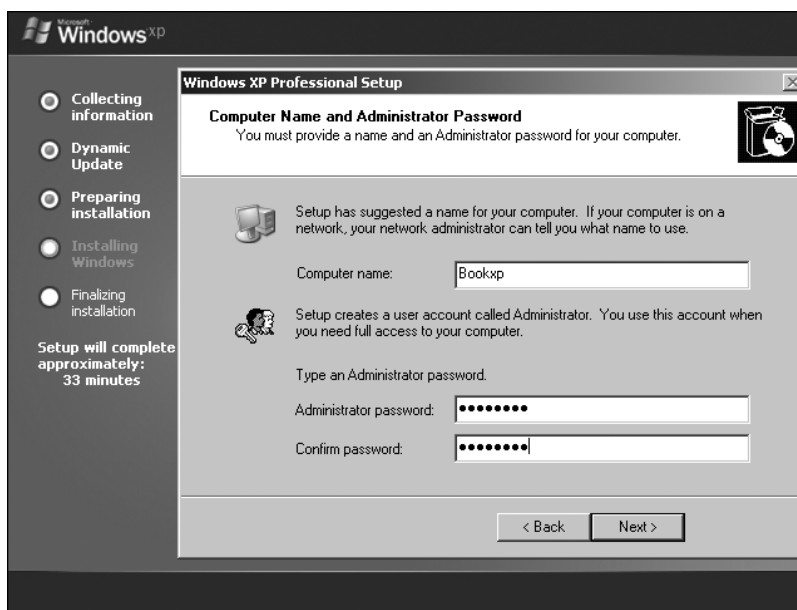 Microsoft
Windows xp
Collecting
information
Dynamic
Update
Preparing
installation
Installing
Windows
Finalizing
installation
Setup will complete
approximately:
33 minutes
Windows XP Professional Setup
Computer Name and Administrator Password
You must provide a name and an Administrator password for your computer.
Setup has suggested a name for your computer. If your computer is on a
network, your network administrator can tell you what name to use.
Computer name: Bookxp
Setup creates a user account called Administrator. You use this account when
you need full access to your computer.
Type an Administrator password.
Administrator password: ●●●●●●●●
Confirm password: ●●●●●●●●
< Back Next >